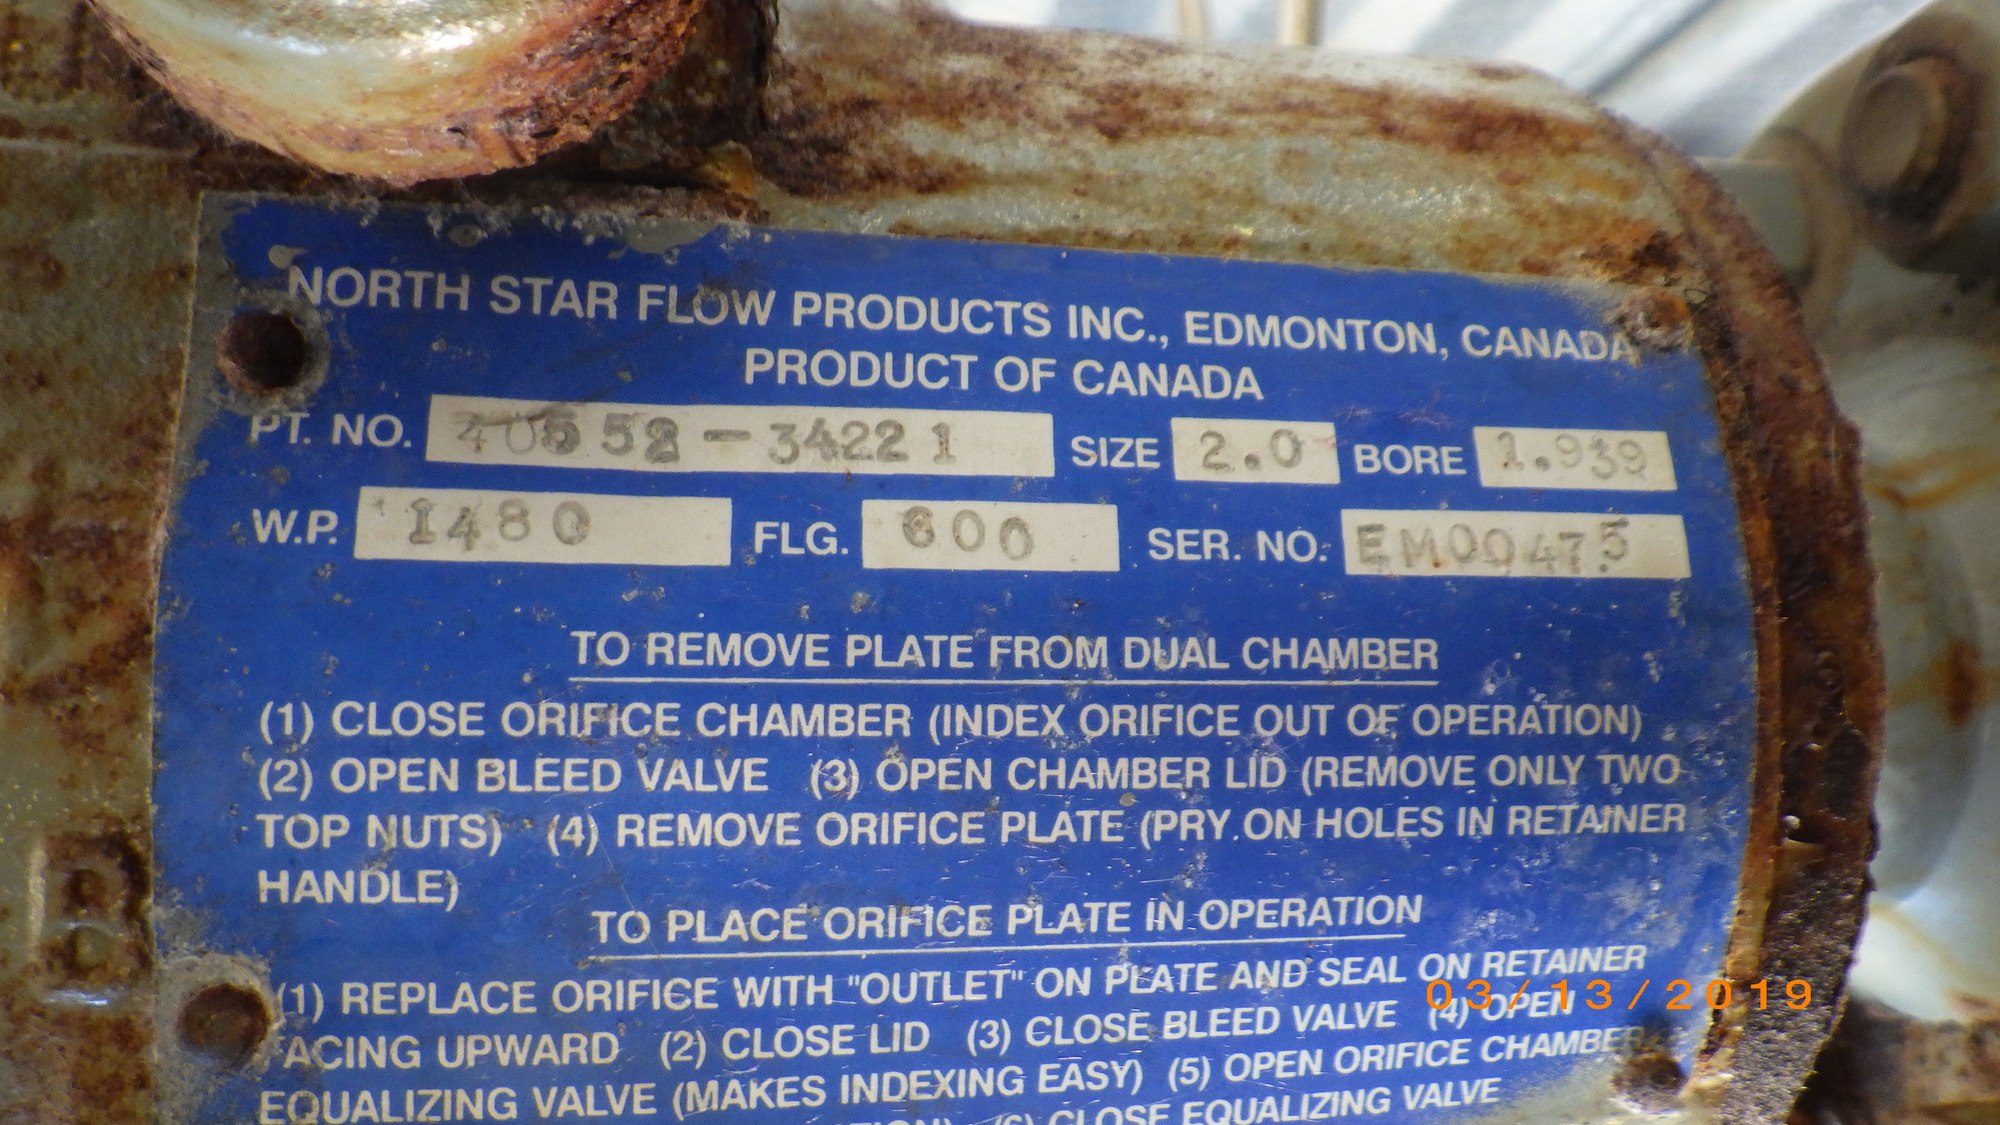 NORTH STAR FLOW PRODUCTS INC., EDMONTON, CANADA
PRODUCT OF CANADA
PT. NO. 40552-34221 SIZE 2.0 BORE 1.939
W.P. 1480 FLG. 600 SER. NO. EM00475
TO REMOVE PLATE FROM DUAL CHAMBER
(1) CLOSE ORIFICE CHAMBER (INDEX ORIFICE OUT OF OPERATION)
(2) OPEN BLEED VALVE (3) OPEN CHAMBER LID (REMOVE ONLY TWO
TOP NUTS) (4) REMOVE ORIFICE PLATE (PRY ON HOLES IN RETAINER
HANDLE)
TO PLACE ORIFICE PLATE IN OPERATION
(1) REPLACE ORIFICE WITH "OUTLET" ON PLATE AND SEAL ON RETAINER
FACING UPWARD (2) CLOSE LID (3) CLOSE BLEED VALVE (4) OPEN
EQUALIZING VALVE (MAKES INDEXING EASY) (5) OPEN ORIFICE CHAMBER
(6) CLOSE EQUALIZING VALVE
03/13/2019